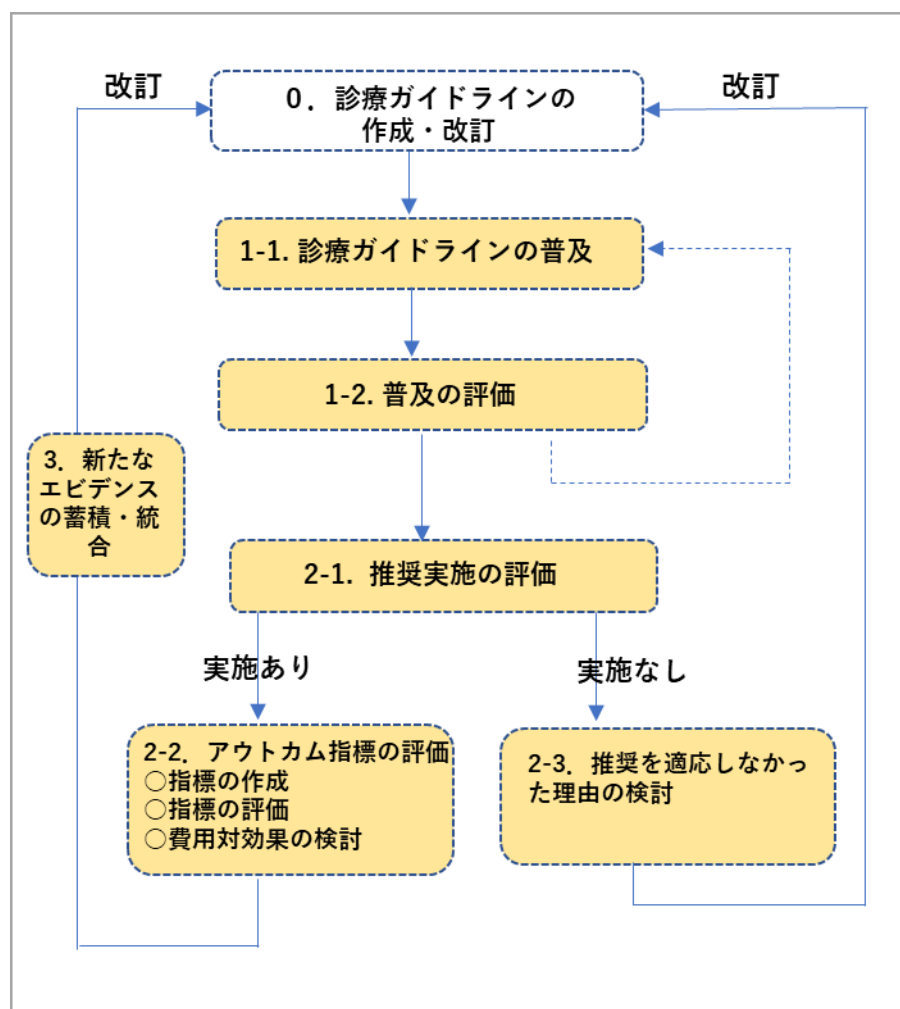 改訂
改訂
０．診療ガイドラインの
作成・改訂
1-1. 診療ガイドラインの普及
1-2. 普及の評価
3．新たな
エビデンス
の蓄積・統
合
2-1．推奨実施の評価
実施あり
実施なし
2-2．アウトカム指標の評価
○指標の作成
○指標の評価
○費用対効果の検討
2-3．推奨を適応しなかっ
た理由の検討